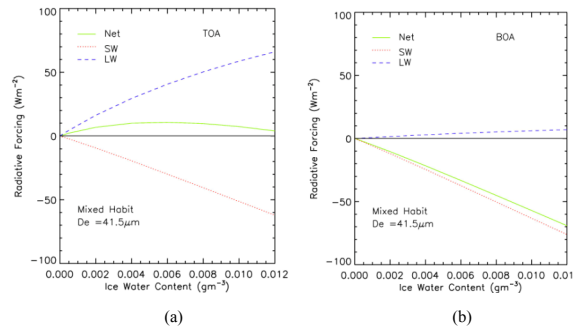 100
50
0
−50
−100
Radiative Forcing (Wm⁻²)
Net
SW
LW
TOA
Mixed Habit
De =41.5μm
0.000 0.002 0.004 0.006 0.008 0.010 0.012
Ice Water Content (gm⁻³)
(a)
100
50
0
−50
−100
Radiative Forcing (Wm⁻²)
Net
SW
LW
BOA
Mixed Habit
De =41.5μm
0.000 0.002 0.004 0.006 0.008 0.010 0.012
Ice Water Content (gm⁻³)
(b)